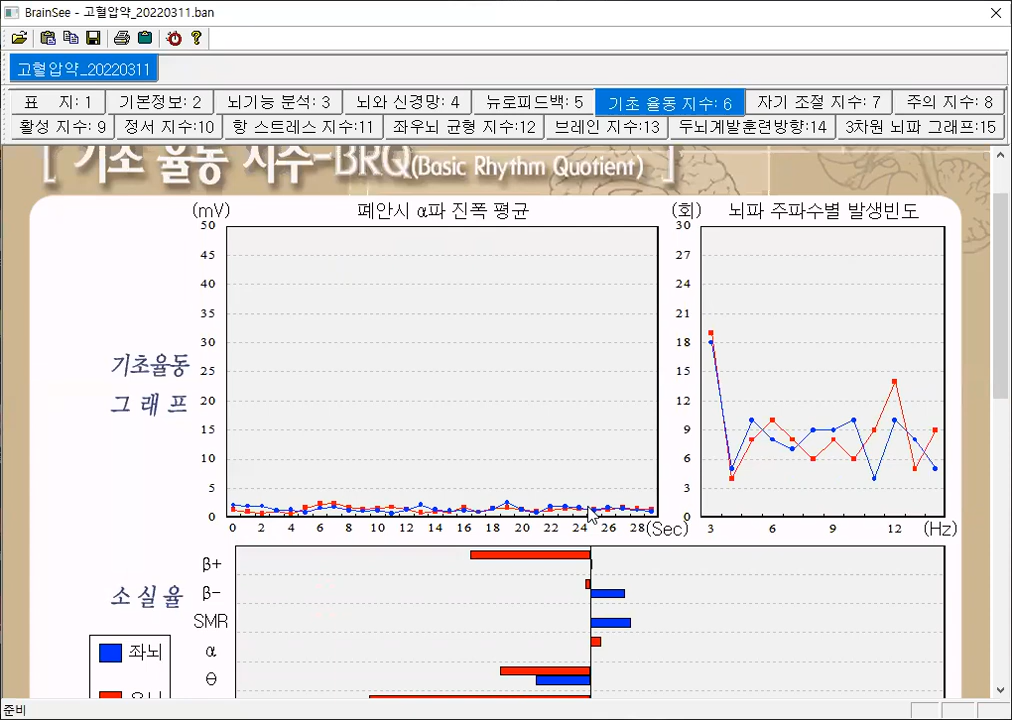 BrainSee - 고혈압약_20220311.ban
고혈압약_20220311
표 지: 1 기본정보: 2 뇌기능 분석: 3 뇌와 신경망: 4 뉴로피드백: 5 기초 율동 지수: 6 자기 조절 지수: 7 주의 지수: 8
활성 지수: 9 정서 지수:10 항 스트레스 지수:11 좌우뇌 균형 지수:12 브레인 지수:13 두뇌계발훈련방향:14 3차원 뇌파 그래프:15
[ 기초 율동 지수-BRQ(Basic Rhythm Quotient) ]
(mV) 폐안시 α파 진폭 평균 (회) 뇌파 주파수별 발생빈도
50 30
45 27
40 24
35 21
30 18
기초율동
25 15
그 래 프
20 12
15 9
10 6
5 3
0 0
0 2 4 6 8 10 12 14 16 18 20 22 24 26 28 (Sec) 3 6 9 12 (Hz)
β+
소 실 율
β-
SMR
좌뇌
α
θ
준비